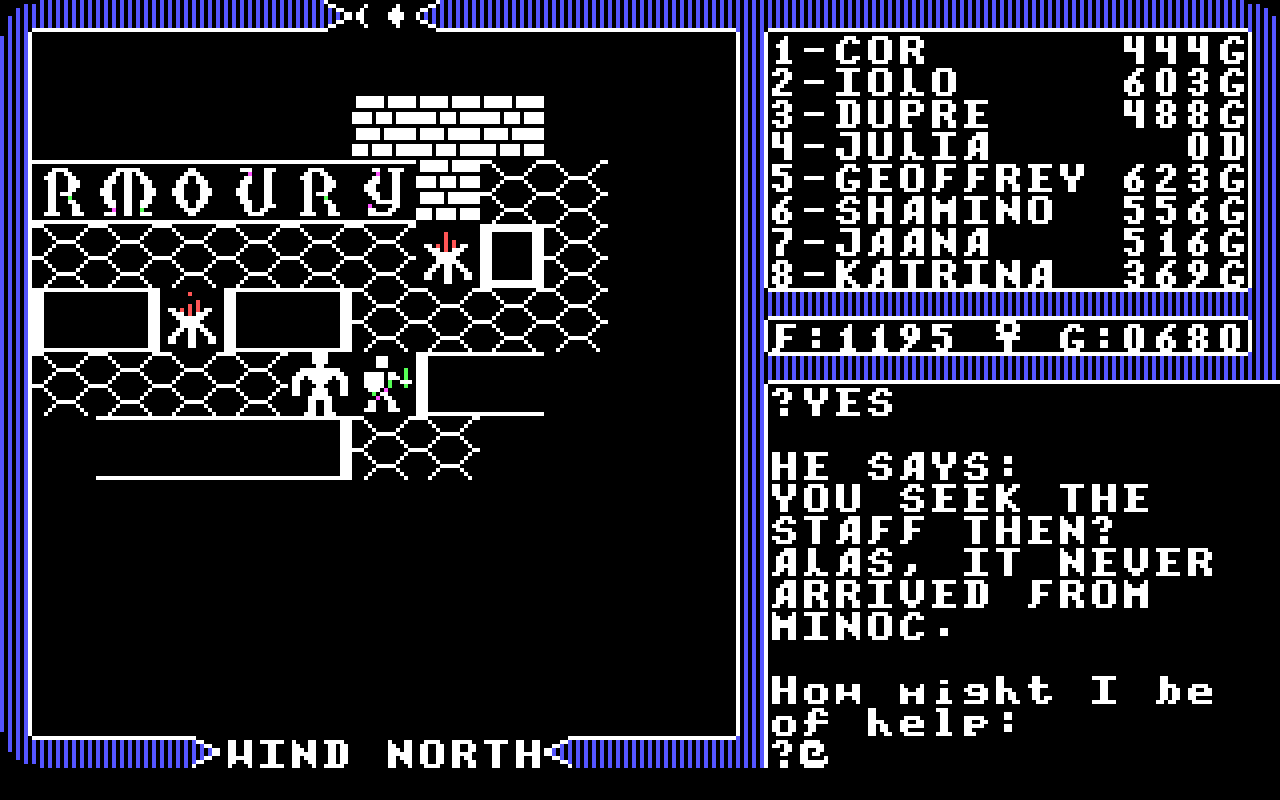 1-COR 444G
2-IOLO 603G
3-DUPRE 488G
4-JULIA 0D
5-GEOFFREY 623G
6-SHAMINO 556G
7-JAANA 516G
8-KATRINA 369G
ARMOURY
F:1195 G:0680
?YES
HE SAYS:
YOU SEEK THE
STAFF THEN?
ALAS, IT NEVER
ARRIVED FROM
MINOC.
How might I be
of help:
?
WIND NORTH